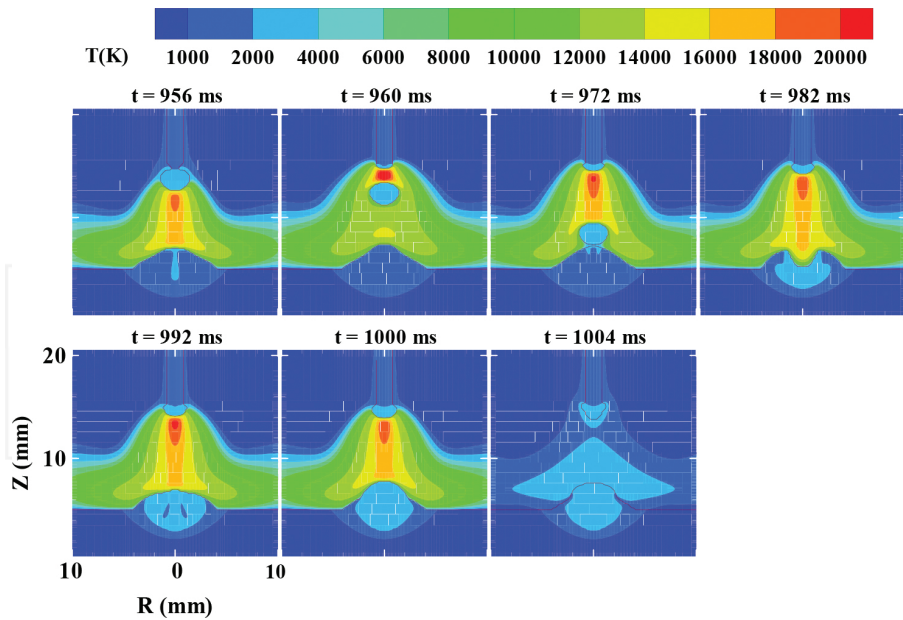 T(K) 1000 2000 4000 6000 8000 10000 12000 14000 16000 18000 20000
t = 956 ms t = 960 ms t = 972 ms t = 982 ms
t = 992 ms t = 1000 ms t = 1004 ms
20
10
Z (mm)
10 0 10
R (mm)